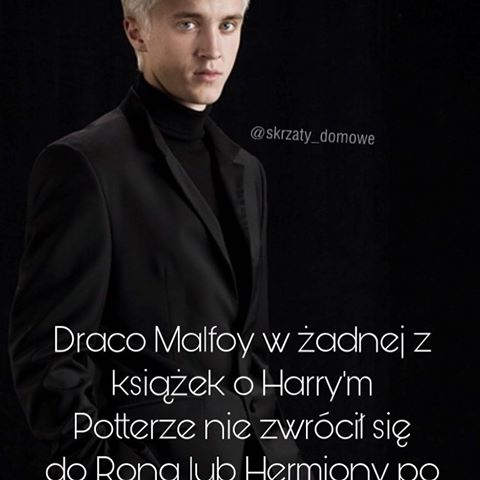 @skrzaty_domowe
Draco Malfoy w żadnej z
książek o Harry'm
Potterze nie zwrócił się
do Rona lub Hermiony po